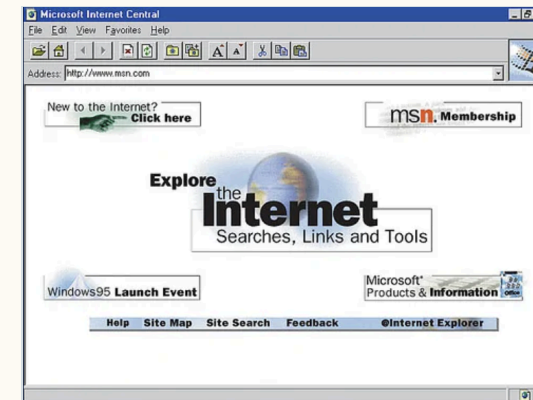 Microsoft Internet Central
File Edit View Favorites Help
Address: http://www.msn.com
New to the Internet?
Click here
msn. Membership
Explore
the
Internet
Searches, Links and Tools
Windows95 Launch Event
Microsoft®
Products & Information
Office
Help Site Map Site Search Feedback @Internet Explorer